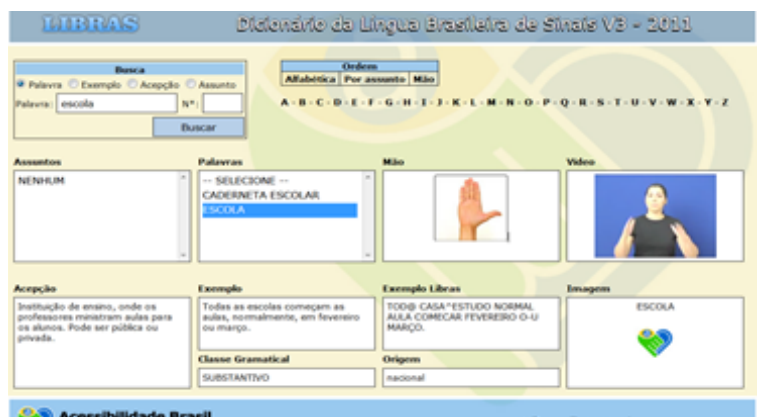 LIBRAS
Dicionário da Língua Brasileira de Sinais V3 - 2011
Busca
Palavra Exemplo Acepção Assunto
Palavra: escola Nº:
Buscar
Ordem
Alfabética Por assunto Mão
A - B - C - D - E - F - G - H - I - J - K - L - M - N - O - P - Q - R - S - T - U - V - W - X - Y - Z
Assuntos
NENHUM
Palavras
-- SELECIONE --
CADERNETA ESCOLAR
ESCOLA
Mão
Vídeo
Acepção
Instituição de ensino, onde os
professores ministram aulas para
os alunos. Pode ser pública ou
privada.
Exemplo
Todas as escolas começam as
aulas, normalmente, em fevereiro
ou março.
Exemplo Libras
TOD@ CASA^ESTUDO NORMAL
AULA COMEÇAR FEVEREIRO O-U
MARÇO.
Imagem
ESCOLA
Classe Gramatical
SUBSTANTIVO
Origem
nacional
Acessibilidade Brasil